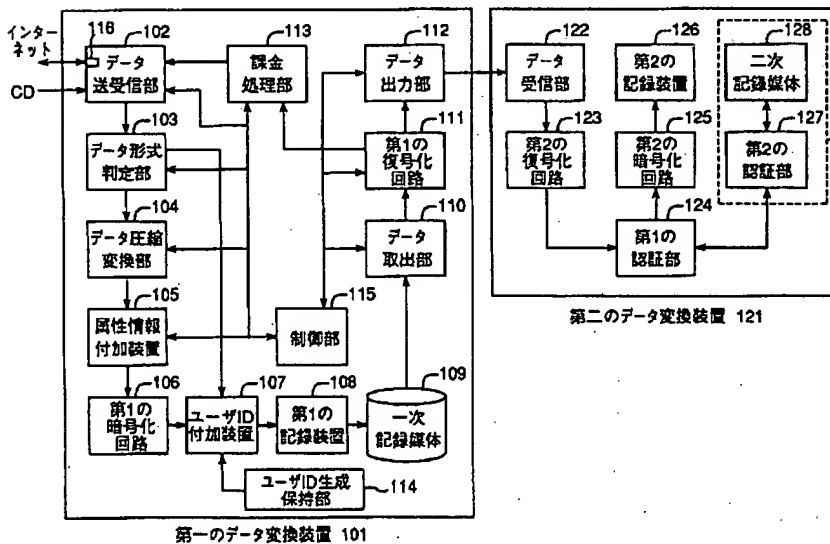 インター
ネット
CD
116
102
データ
送受信部
113
課金
処理部
112
データ
出力部
103
データ形式
判定部
111
第1の
復号化
回路
104
データ圧縮
変換部
110
データ
取出部
105
属性情報
付加装置
115
制御部
106
第1の
暗号化
回路
107
ユーザID
付加装置
108
第1の
記録装置
109
一次
記録媒体
ユーザID生成
保持部
114
第一のデータ変換装置 101
122
データ
受信部
126
第2の
記録装置
128
二次
記録媒体
123
第2の
復号化
回路
125
第2の
暗号化
回路
127
第2の
認証部
124
第1の
認証部
第二のデータ変換装置 121